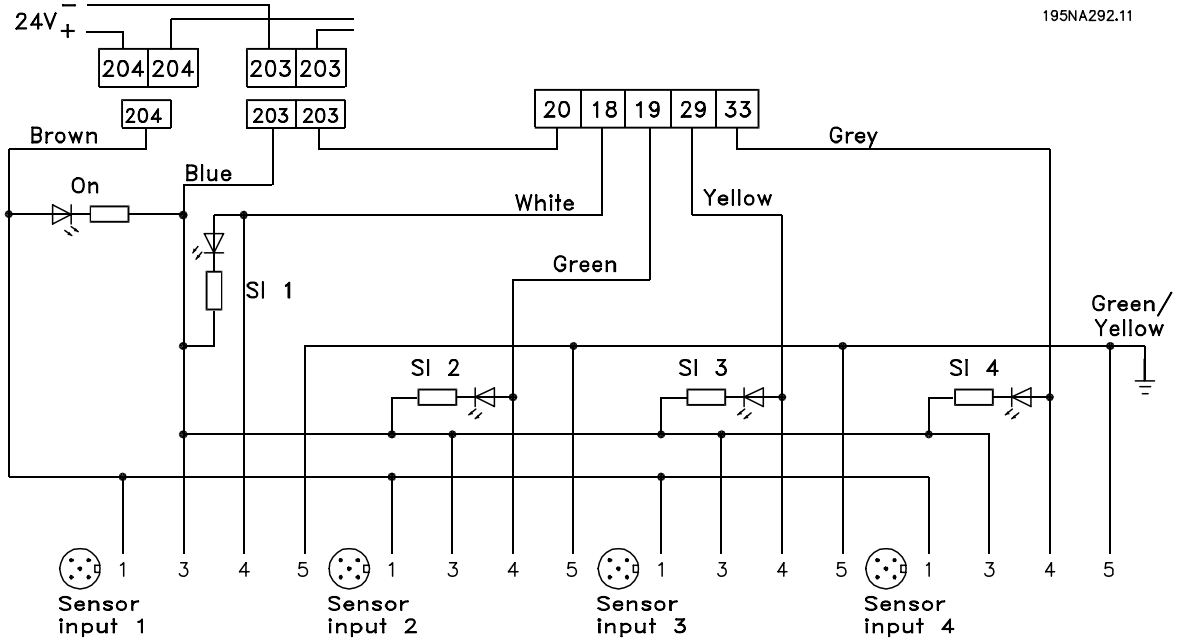 24V – 195NA292.11
+
204 204 203 203
204 203 203 20 18 19 29 33
Brown Grey
Blue
On White Yellow
Green
SI 1
Green/
Yellow
SI 2 SI 3 SI 4
1 3 4 5 1 3 4 5 1 3 4 5 1 3 4 5
Sensor
input 1
Sensor
input 2
Sensor
input 3
Sensor
input 4